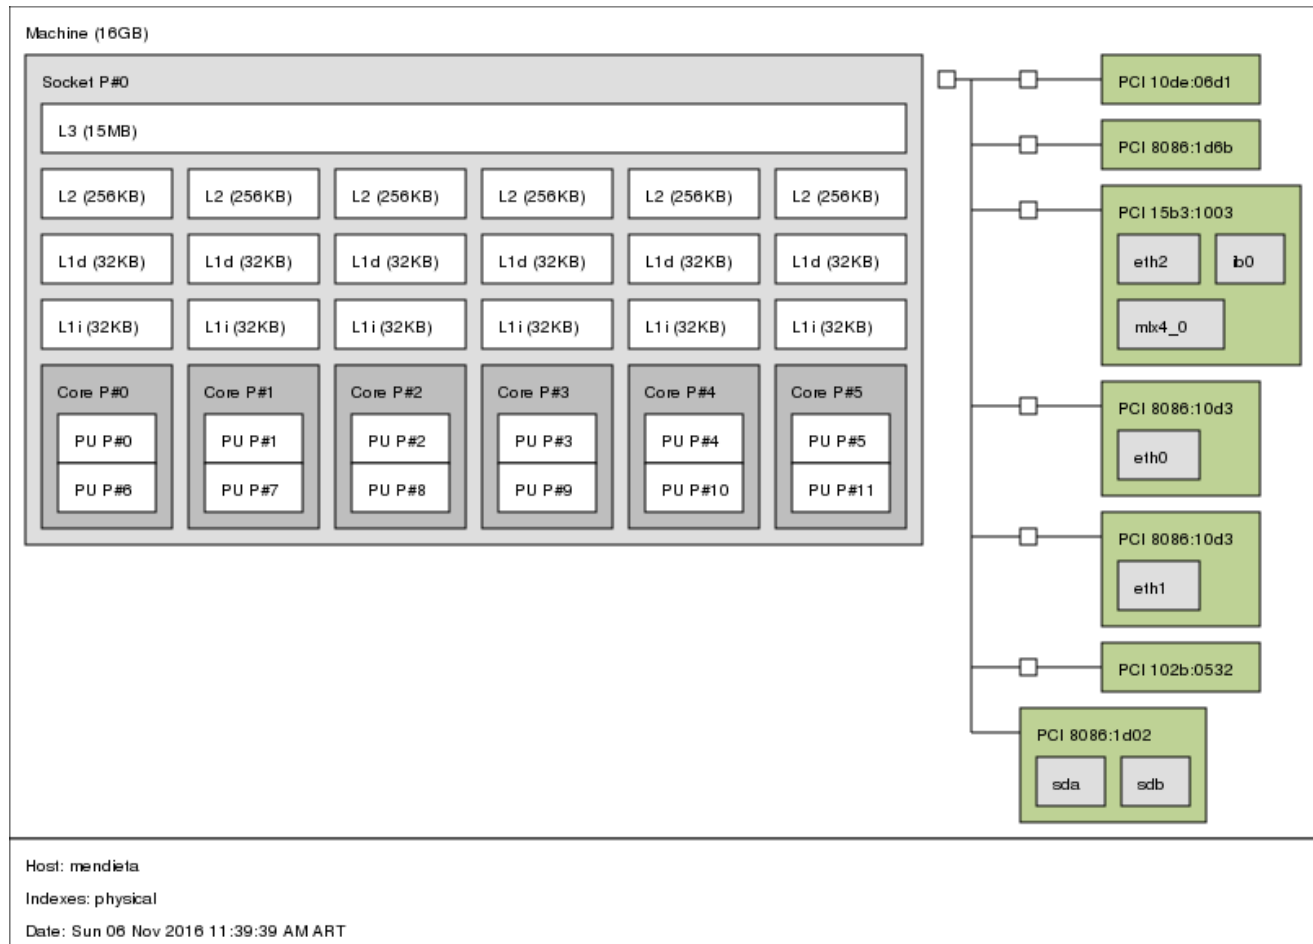 Machine (16GB)
Socket P#0
L3 (15MB)
L2 (256KB) L2 (256KB) L2 (256KB) L2 (256KB) L2 (256KB) L2 (256KB)
L1d (32KB) L1d (32KB) L1d (32KB) L1d (32KB) L1d (32KB) L1d (32KB)
L1i (32KB) L1i (32KB) L1i (32KB) L1i (32KB) L1i (32KB) L1i (32KB)
Core P#0 Core P#1 Core P#2 Core P#3 Core P#4 Core P#5
PU P#0 PU P#1 PU P#2 PU P#3 PU P#4 PU P#5
PU P#6 PU P#7 PU P#8 PU P#9 PU P#10 PU P#11
PCI 10de:06d1
PCI 8086:1d6b
PCI 15b3:1003
eth2 ib0
mlx4_0
PCI 8086:10d3
eth0
PCI 8086:10d3
eth1
PCI 102b:0532
PCI 8086:1d02
sda sdb
Host: mendieta
Indexes: physical
Date: Sun 06 Nov 2016 11:39:39 AM ART